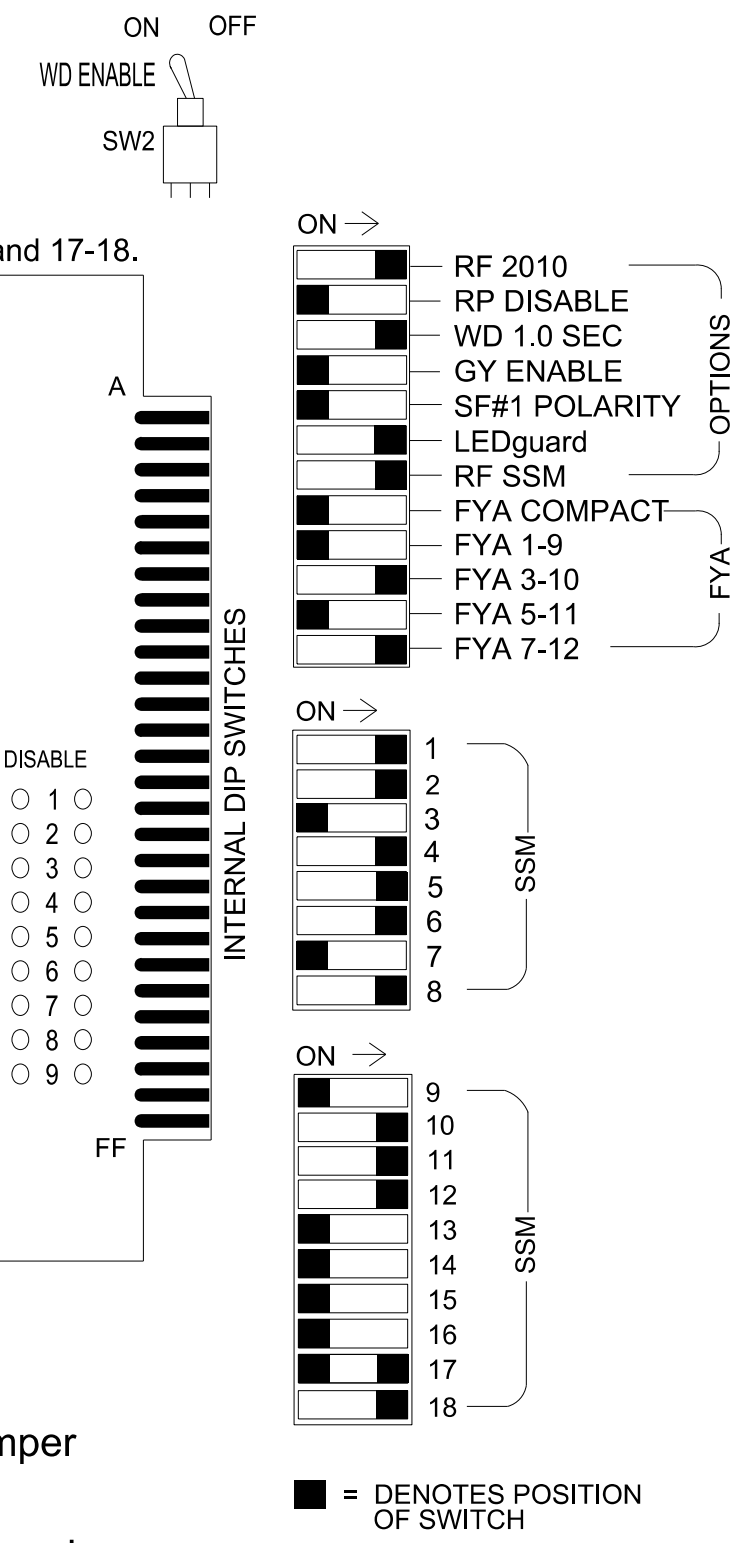 ON OFF
WD ENABLE
SW2
and 17-18.
ON →
RF 2010
RP DISABLE
WD 1.0 SEC
GY ENABLE
SF#1 POLARITY
LEDguard
RF SSM
OPTIONS
FYA COMPACT
FYA 1-9
FYA 3-10
FYA 5-11
FYA 7-12
FYA
A
FF
INTERNAL DIP SWITCHES
DISABLE
1
2
3
4
5
6
7
8
9
ON →
1
2
3
4
5
6
7
8
SSM
ON →
9
10
11
12
13
14
15
16
17
18
SSM
mper
= DENOTES POSITION
OF SWITCH